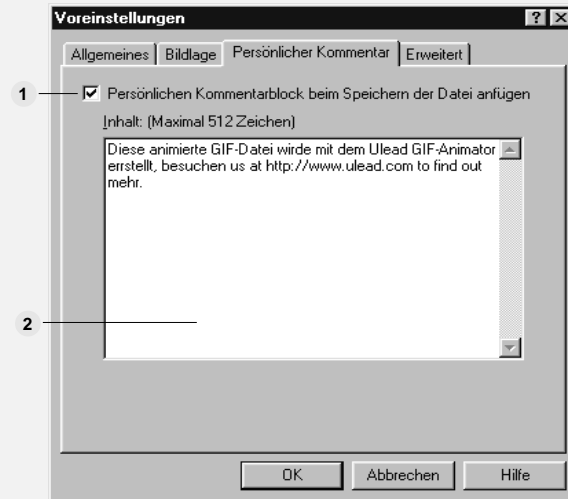 Voreinstellungen
Allgemeines Bildlage Persönlicher Kommentar Erweitert
1 Persönlichen Kommentarblock beim Speichern der Datei anfügen
Inhalt: (Maximal 512 Zeichen)
Diese animierte GIF-Datei wirde mit dem Ulead GIF-Animator
errstellt, besuchen us at http://www.ulead.com to find out
mehr.
2
OK Abbrechen Hilfe